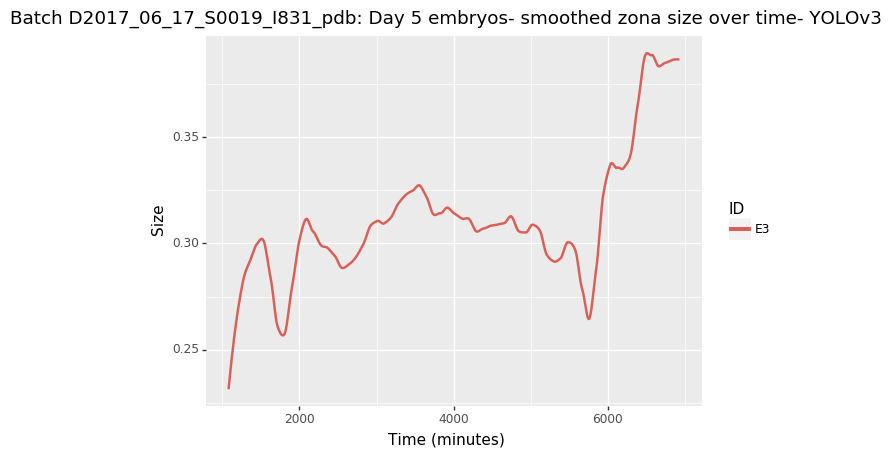 Batch D2017_06_17_S0019_I831_pdb: Day 5 embryos- smoothed zona size over time- YOLOv3
0.35
0.30
0.25
Size
2000
4000
6000
Time (minutes)
ID
E3